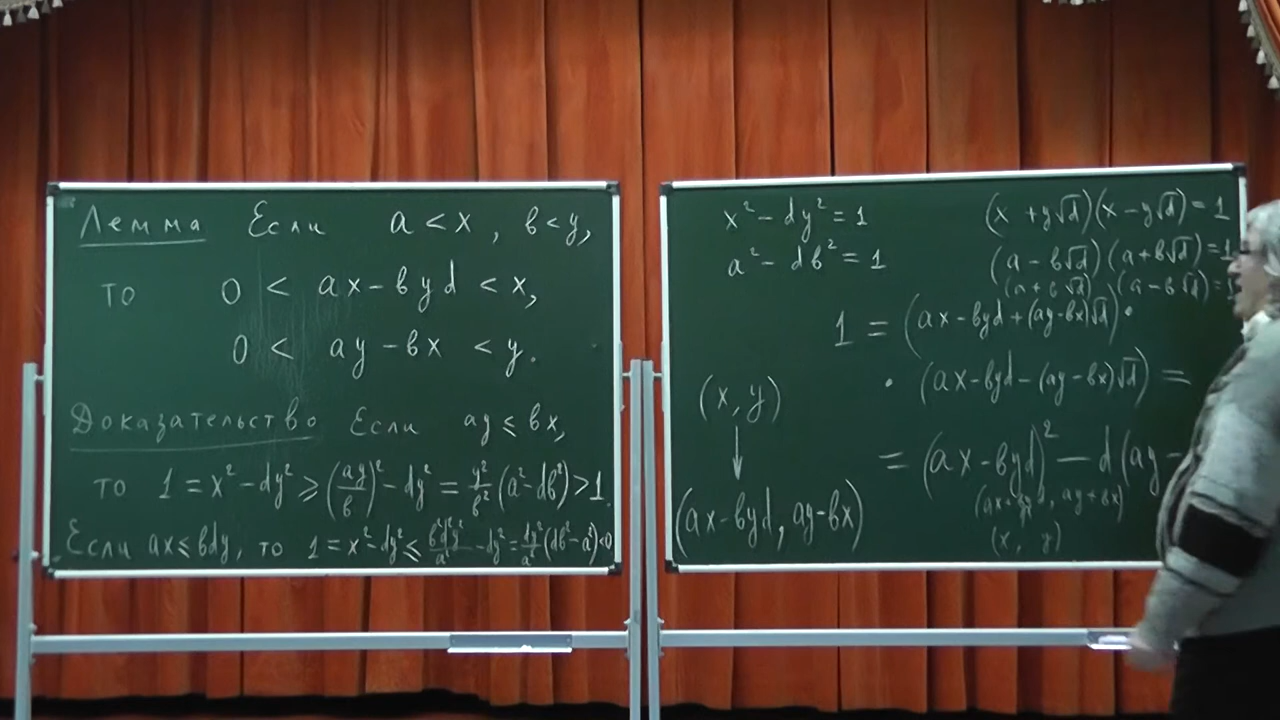 Лемма Если a < x, b < y,
то 0 < ax - byd < x,
0 < ay - bx < y.
Доказательство Если ay ≤ bx,
то 1 = x² - dy² ≥ (ay/b)² - dy² = y²/b² (a² - db²) > 1
Если ax ≤ bdy, то 1 = x² - dy² ≤ b²d²y²/a² - dy² = dy²/a² (db² - a²) < 0
x² - dy² = 1
a² - db² = 1
(x + y√d)(x - y√d) = 1
(a - b√d)(a + b√d) = 1
(a + b√d)(a - b√d) = 1
1 = (ax - byd + (ay - bx)√d) ·
· (ax - byd - (ay - bx)√d) =
= (ax - byd)² - d(ay -
(x, y)
↓
(ax - byd, ay - bx)
(x, y)